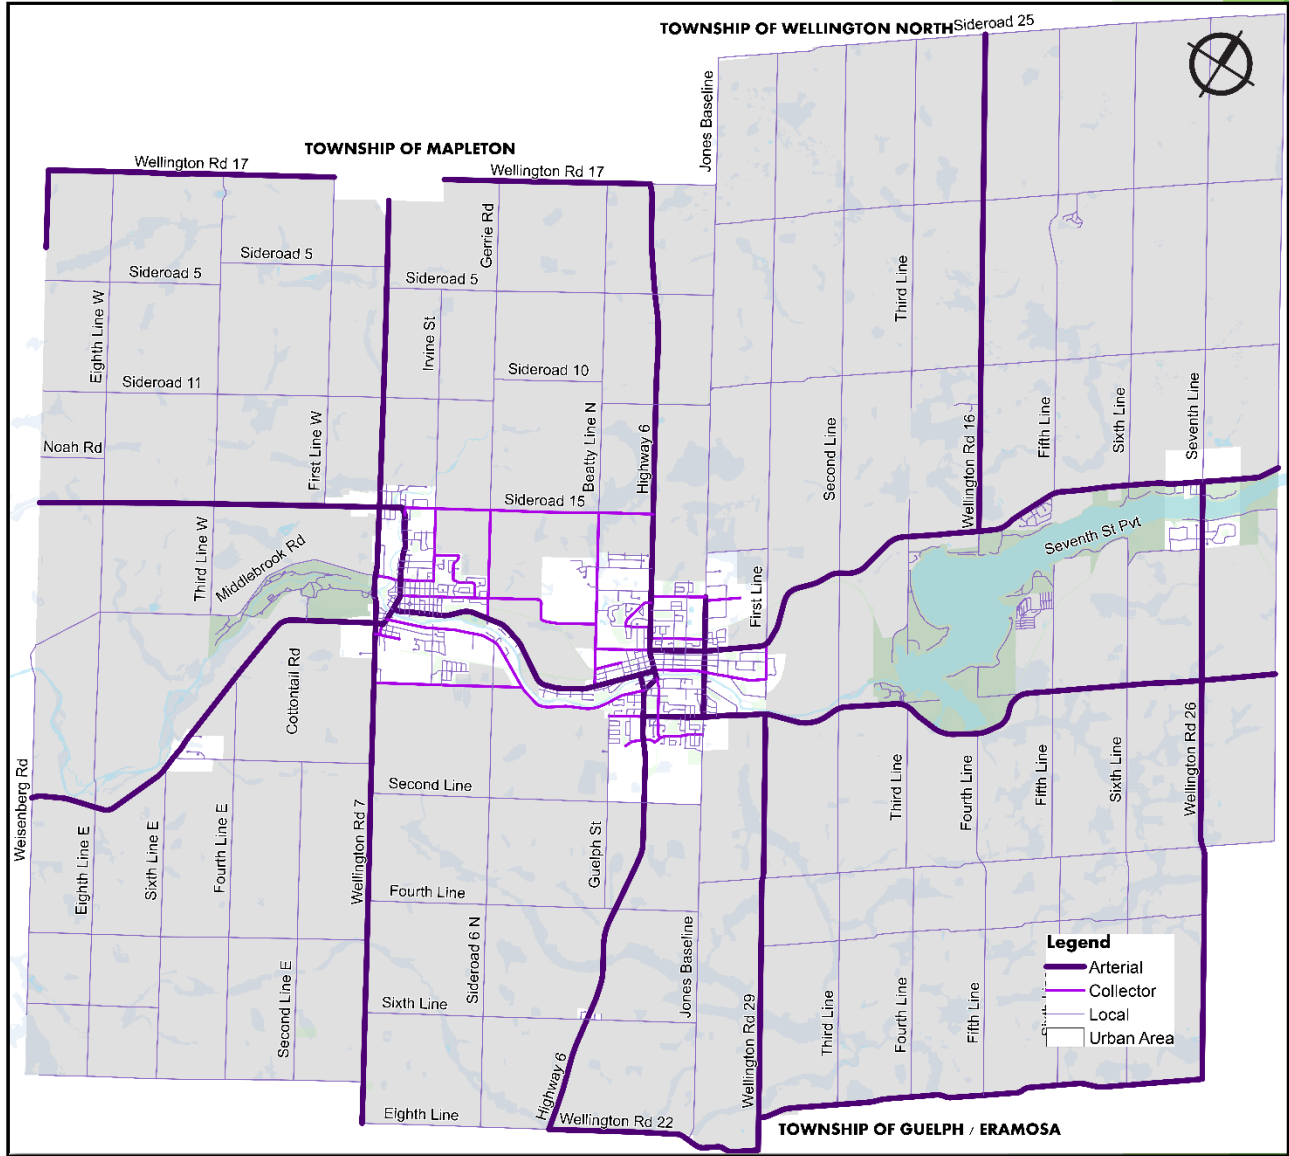 TOWNSHIP OF WELLINGTON NORTH
Sideroad 25
Jones Baseline
TOWNSHIP OF MAPLETON
Wellington Rd 17
Wellington Rd 17
Gerrie Rd
Sideroad 5
Sideroad 5
Sideroad 5
Third Line
Eighth Line W
Irvine St
Sideroad 10
Sideroad 11
Beatty Line N
First Line W
Highway 6
Second Line
Wellington Rd 16
Fifth Line
Sixth Line
Seventh Line
Noah Rd
Sideroad 15
Third Line W
Middlebrook Rd
Seventh St Pvt
First Line
Cottontail Rd
Weisenberg Rd
Second Line
Wellington Rd 7
Guelph St
Third Line
Fourth Line
Fifth Line
Sixth Line
Wellington Rd 26
Eighth Line E
Sixth Line E
Fourth Line E
Fourth Line
Sideroad 6 N
Jones Baseline
Second Line E
Sixth Line
Wellington Rd 29
Third Line
Fourth Line
Fifth Line
Legend
Arterial
Collector
Local
Urban Area
Highway 6
Eighth Line
Wellington Rd 22
TOWNSHIP OF GUELPH / ERAMOSA